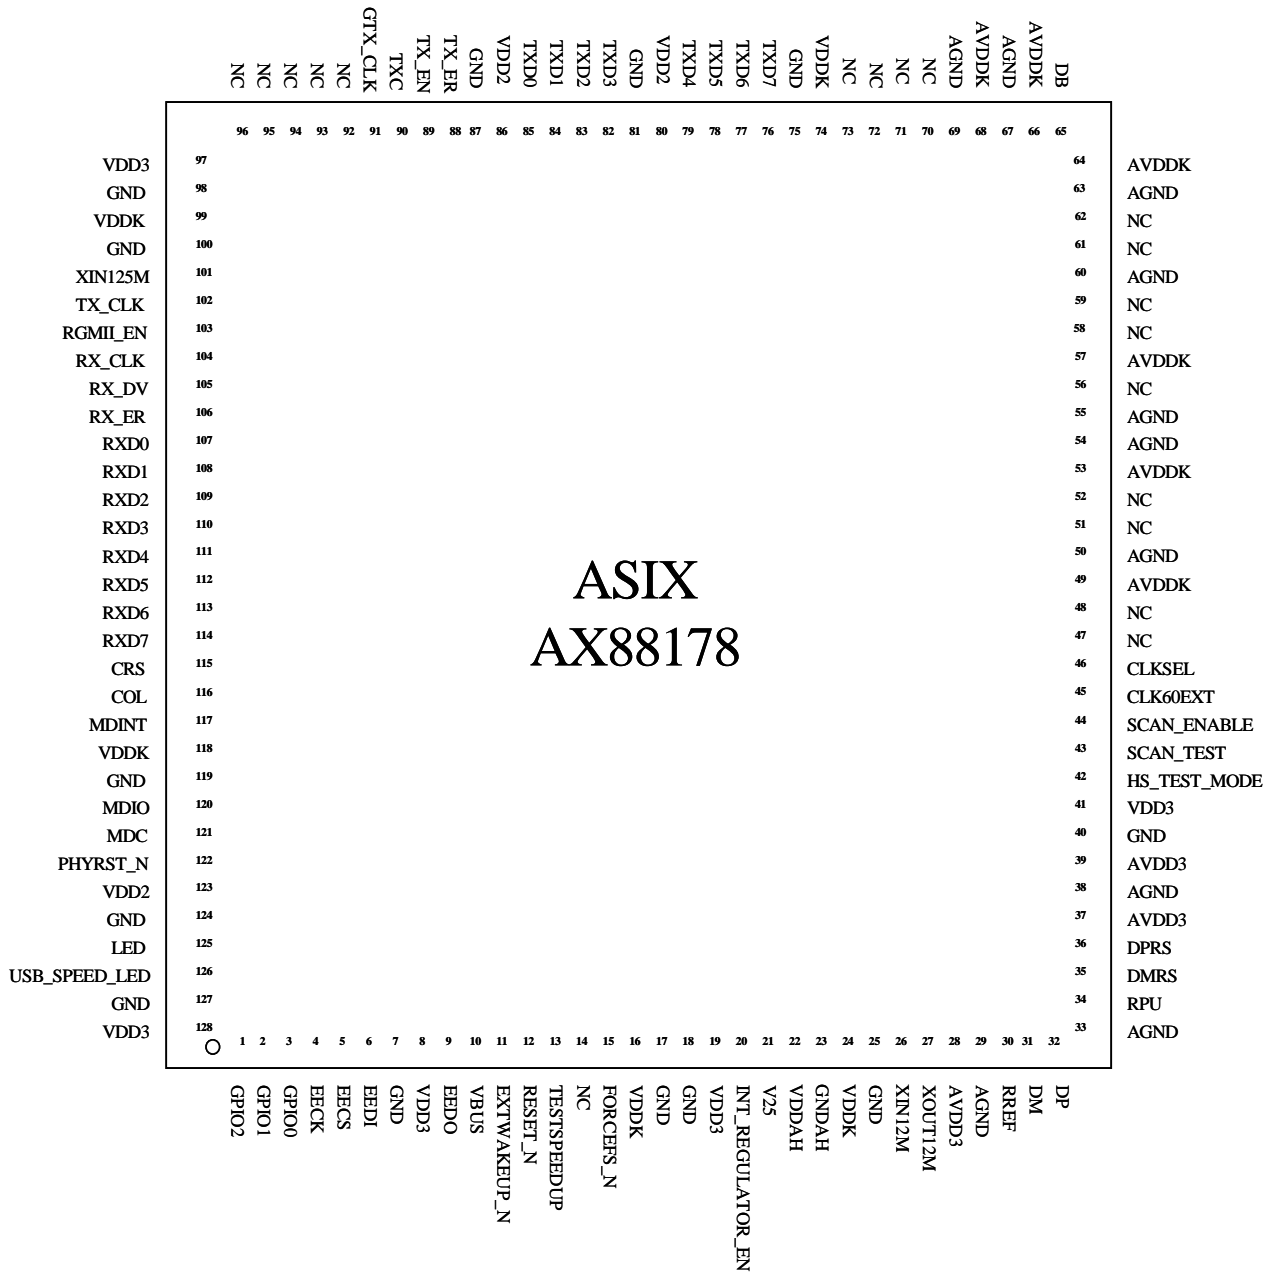 NC NC NC NC NC GTX_CLK TXC TX_EN TX_ER GND VDD2 TXD0 TXD1 TXD2 TXD3 GND VDD2 TXD4 TXD5 TXD6 TXD7 GND VDDK NC NC NC NC AGND AVDDK AGND AVDDK DB
96 95 94 93 92 91 90 89 88 87 86 85 84 83 82 81 80 79 78 77 76 75 74 73 72 71 70 69 68 67 66 65
VDD3 97 64 AVDDK
GND 98 63 AGND
VDDK 99 62 NC
GND 100 61 NC
XIN125M 101 60 AGND
TX_CLK 102 59 NC
RGMII_EN 103 58 NC
RX_CLK 104 57 AVDDK
RX_DV 105 56 NC
RX_ER 106 55 AGND
RXD0 107 54 AGND
RXD1 108 53 AVDDK
RXD2 109 52 NC
RXD3 110 51 NC
RXD4 111 50 AGND
RXD5 112 49 AVDDK
RXD6 113 48 NC
RXD7 114 47 NC
CRS 115 46 CLKSEL
COL 116 45 CLK60EXT
MDINT 117 44 SCAN_ENABLE
VDDK 118 43 SCAN_TEST
GND 119 42 HS_TEST_MODE
MDIO 120 41 VDD3
MDC 121 40 GND
PHYRST_N 122 39 AVDD3
VDD2 123 38 AGND
GND 124 37 AVDD3
LED 125 36 DPRS
USB_SPEED_LED 126 35 DMRS
GND 127 34 RPU
VDD3 128 33 AGND
ASIX
AX88178
1 2 3 4 5 6 7 8 9 10 11 12 13 14 15 16 17 18 19 20 21 22 23 24 25 26 27 28 29 30 31 32
GPIO2 GPIO1 GPIO0 EECK EECS EEDI GND VDD3 EEDO VBUS EXTWAKEUP_N RESET_N TESTSPEEDUP NC FORCEFS_N VDDK GND GND VDD3 INT_REGULATOR_EN V25 VDDAH GNDAH VDDK GND XIN12M XOUT12M AVDD3 AGND RREF DM DP